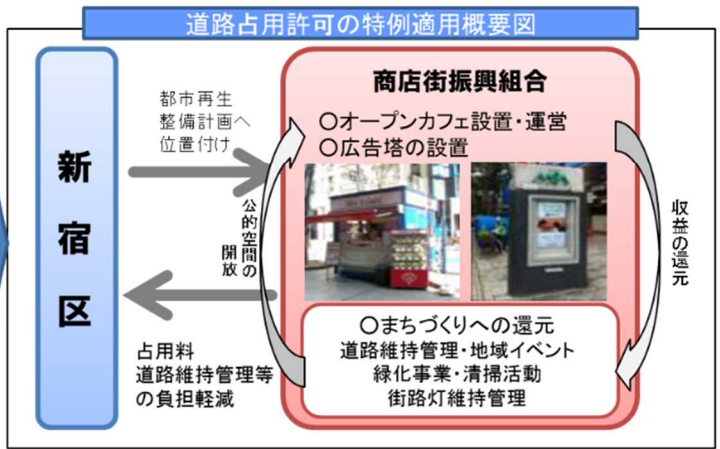 道路占用許可の特例適用概要図
新宿区
都市再生
整備計画へ
位置付け
占用料
道路維持管理等
の負担軽減
公的空間の
開放
商店街振興組合
○オープンカフェ設置・運営
○広告塔の設置
○まちづくりへの還元
道路維持管理・地域イベント
緑化事業・清掃活動
街路灯維持管理
収益の還元